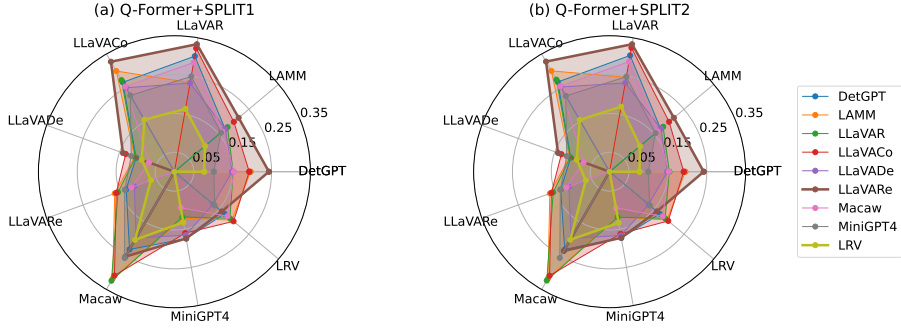 (a) Q-Former+SPLIT1
LLaVAR
LLaVACo
LAMM
LLaVADe
0.35
0.25
0.15
0.05
DetGPT
LLaVARe
LRV
Macaw
MiniGPT4
(b) Q-Former+SPLIT2
LLaVAR
LLaVACo
LAMM
LLaVADe
0.35
0.25
0.15
0.05
DetGPT
LLaVARe
LRV
Macaw
MiniGPT4
DetGPT
LAMM
LLaVAR
LLaVACo
LLaVADe
LLaVARe
Macaw
MiniGPT4
LRV